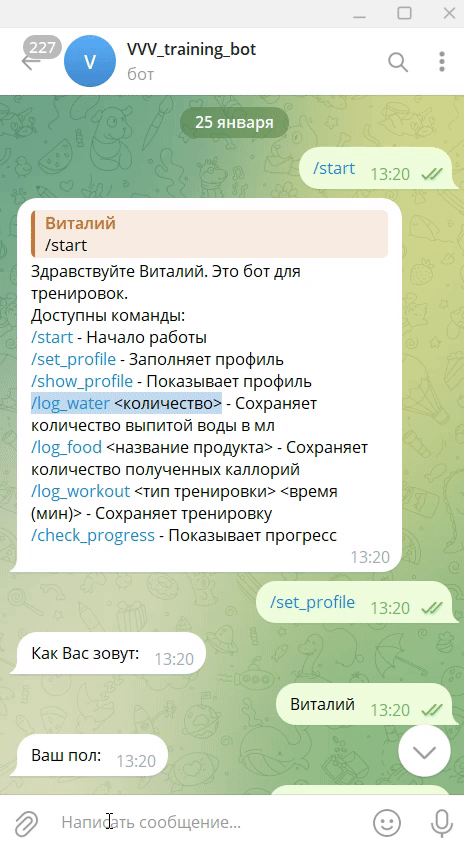 227
V
VVV_training_bot
бот
25 января
/start 13:20
Виталий
/start
Здравствуйте Виталий. Это бот для
тренировок.
Доступны команды:
/start - Начало работы
/set_profile - Заполняет профиль
/show_profile - Показывает профиль
/log_water <количество> - Сохраняет
количество выпитой воды в мл
/log_food <название продукта> - Сохраняет
количество полученных каллорий
/log_workout <тип тренировки> <время
(мин)> - Сохраняет тренировку
/check_progress - Показывает прогресс
13:20
/set_profile 13:20
Как Вас зовут: 13:20
Виталий 13:20
Ваш пол: 13:20
Написать сообщение...